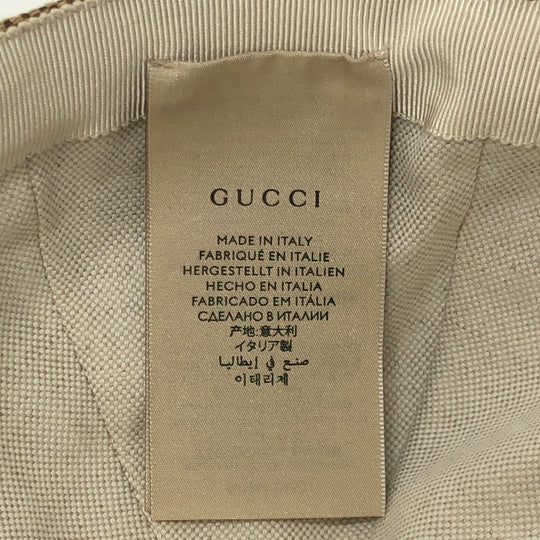 GUCCI
MADE IN ITALY
FABRIQUÉ EN ITALIE
HERGESTELLT IN ITALIEN
HECHO EN ITALIA
FABRICADO EM ITÁLIA
СДЕЛАНО В ИТАЛИИ
产地:意大利
イタリア製
صنع في إيطاليا
이태리제